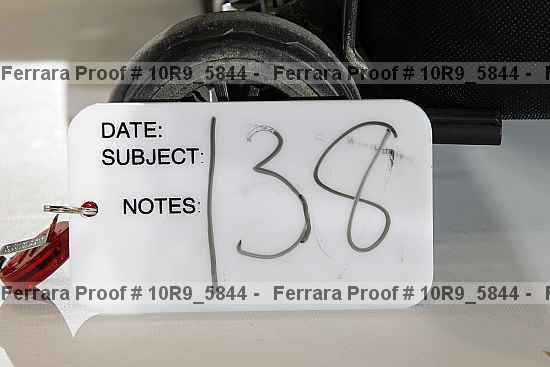 Ferrara Proof # 10R9_5844 - Ferrara Proof # 10R9_5844 -
DATE:
SUBJECT:
NOTES:
138
Ferrara Proof # 10R9_5844 - Ferrara Proof # 10R9_5844 -